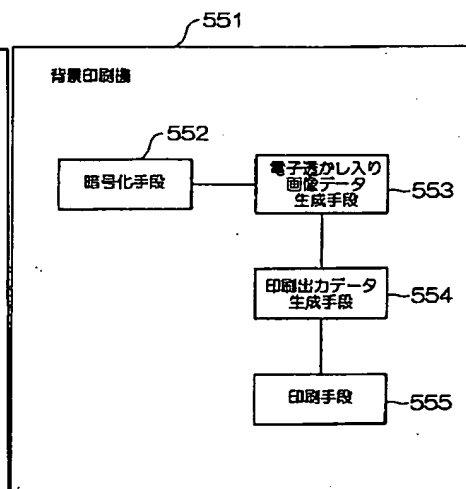 551
背景印刷機
552
暗号化手段
電子透かし入り
画像データ
生成手段
553
印刷出力データ
生成手段
554
印刷手段
555